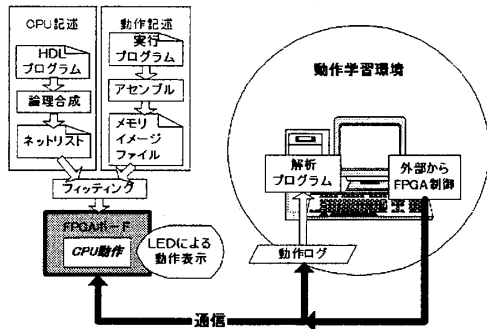 CPU記述
HDL
プログラム
論理合成
ネットリスト
動作記述
実行
プログラム
アセンブル
メモリ
イメージ
ファイル
フィッティング
FPGAボード
CPU動作
LEDによる
動作表示
動作学習環境
解析
プログラム
外部から
FPGA制御
動作ログ
通信